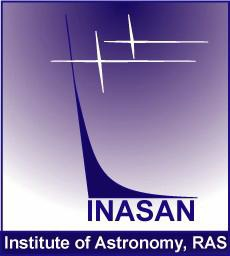 INASAN
Institute of Astronomy, RAS